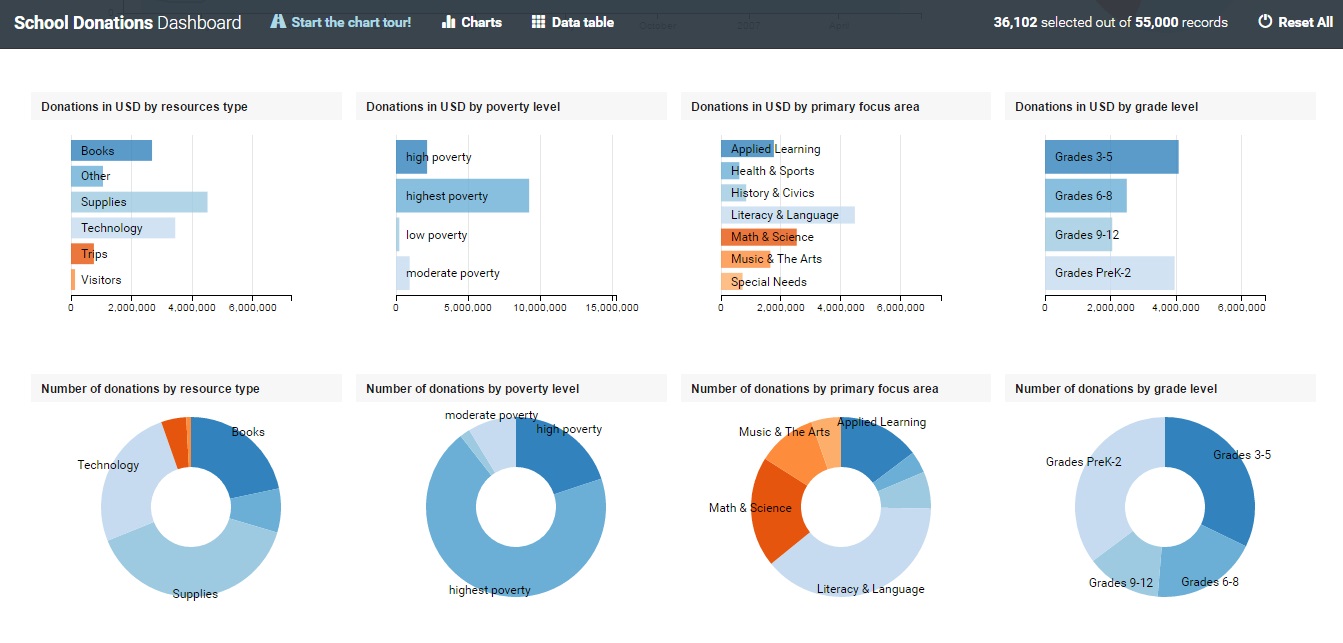 School Donations Dashboard Start the chart tour! Charts Data table 36,102 selected out of 55,000 records Reset All
October 2007 April
Donations in USD by resources type
Books
Other
Supplies
Technology
Trips
Visitors
0 2,000,000 4,000,000 6,000,000
Donations in USD by poverty level
high poverty
highest poverty
low poverty
moderate poverty
0 5,000,000 10,000,000 15,000,000
Donations in USD by primary focus area
Applied Learning
Health & Sports
History & Civics
Literacy & Language
Math & Science
Music & The Arts
Special Needs
0 2,000,000 4,000,000 6,000,000
Donations in USD by grade level
Grades 3-5
Grades 6-8
Grades 9-12
Grades PreK-2
0 2,000,000 4,000,000 6,000,000
Number of donations by resource type
Books
Technology
Supplies
Number of donations by poverty level
moderate poverty
high poverty
highest poverty
Number of donations by primary focus area
Applied Learning
Music & The Arts
Math & Science
Literacy & Language
Number of donations by grade level
Grades 3-5
Grades PreK-2
Grades 9-12 Grades 6-8